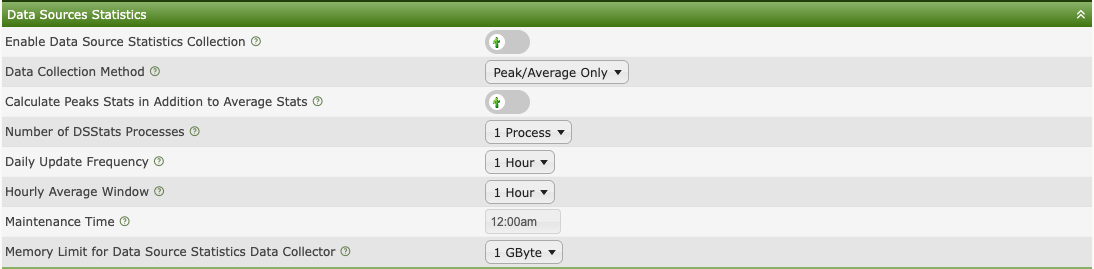 Data Sources Statistics
Enable Data Source Statistics Collection
Data Collection Method Peak/Average Only
Calculate Peaks Stats in Addition to Average Stats
Number of DSStats Processes 1 Process
Daily Update Frequency 1 Hour
Hourly Average Window 1 Hour
Maintenance Time 12:00am
Memory Limit for Data Source Statistics Data Collector 1 GByte